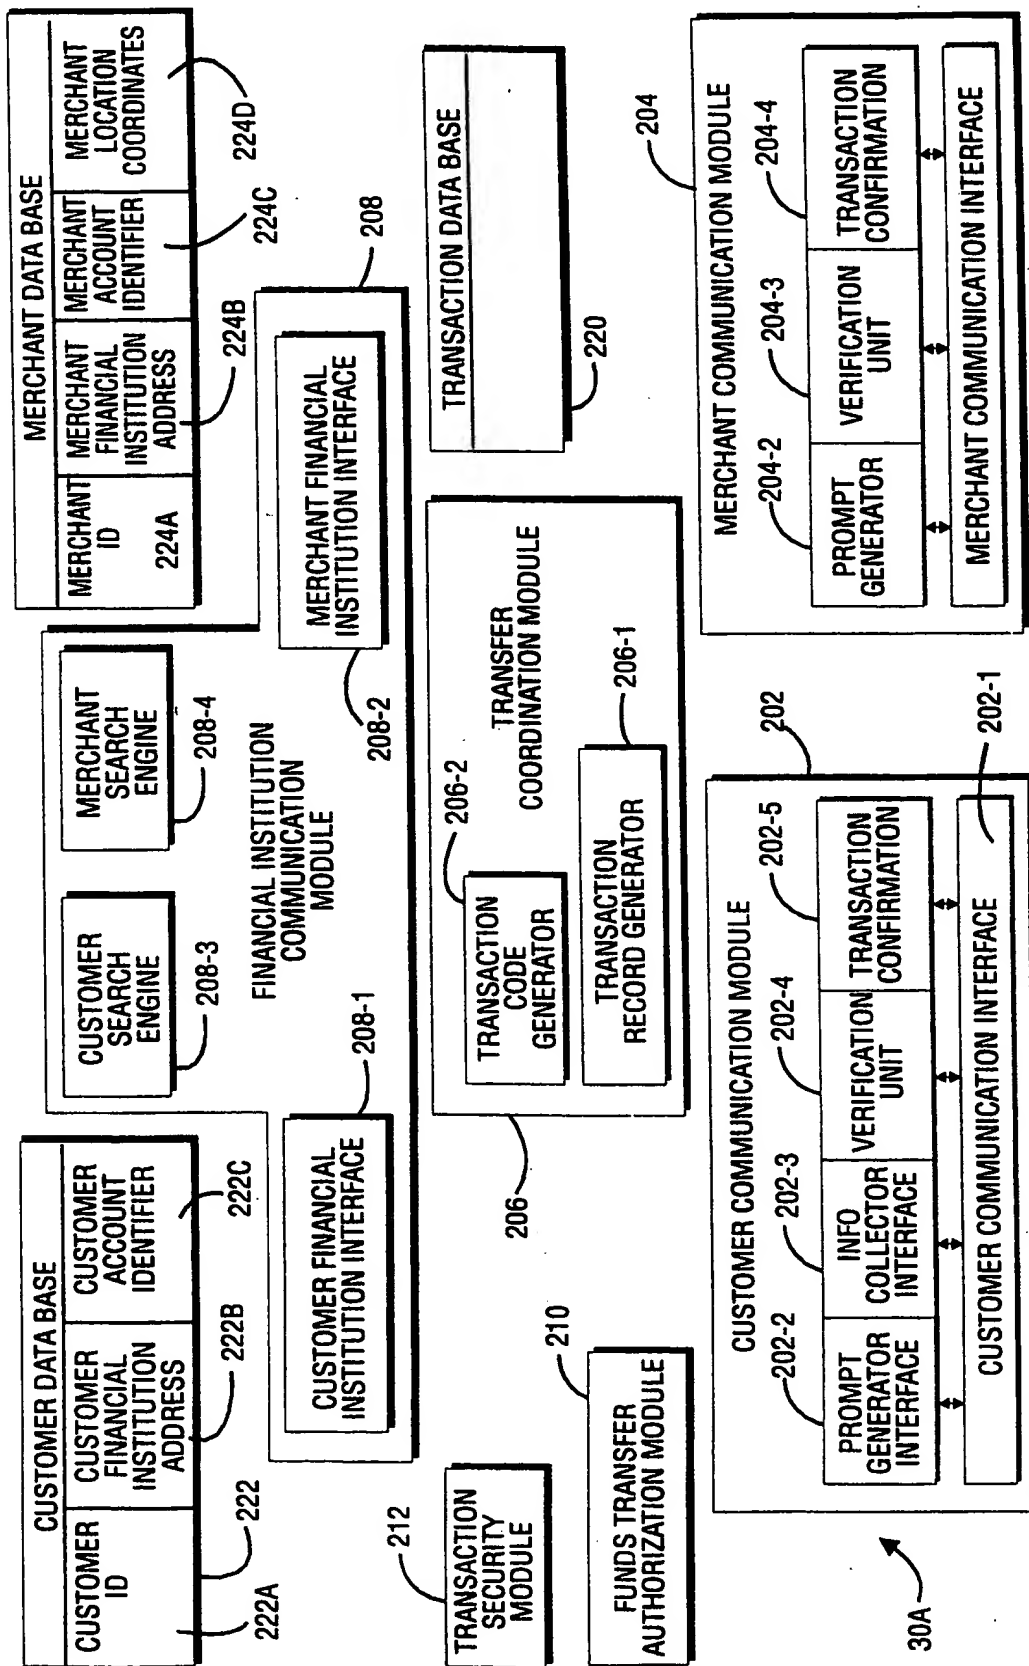 CUSTOMER DATA BASE
CUSTOMER
ID
CUSTOMER
FINANCIAL
INSTITUTION
ADDRESS
CUSTOMER
ACCOUNT
IDENTIFIER
222A
222
222B
222C
CUSTOMER
SEARCH
ENGINE
208-3
MERCHANT
SEARCH
ENGINE
208-4
MERCHANT DATA BASE
MERCHANT
ID
224A
MERCHANT
FINANCIAL
INSTITUTION
ADDRESS
MERCHANT
ACCOUNT
IDENTIFIER
MERCHANT
LOCATION
COORDINATES
224B
224C
224D
FINANCIAL INSTITUTION
COMMUNICATION
MODULE
208-1
CUSTOMER FINANCIAL
INSTITUTION INTERFACE
208-2
MERCHANT FINANCIAL
INSTITUTION INTERFACE
208
212
TRANSACTION
SECURITY
MODULE
210
FUNDS TRANSFER
AUTHORIZATION MODULE
206
206-2
TRANSACTION
CODE
GENERATOR
TRANSFER
COORDINATION MODULE
TRANSACTION
RECORD GENERATOR
206-1
TRANSACTION DATA BASE
220
30A
CUSTOMER COMMUNICATION MODULE
202
202-2
202-3
202-4
202-5
PROMPT
GENERATOR
INTERFACE
INFO
COLLECTOR
INTERFACE
VERIFICATION
UNIT
TRANSACTION
CONFIRMATION
CUSTOMER COMMUNICATION INTERFACE
202-1
MERCHANT COMMUNICATION MODULE
204
204-2
204-3
204-4
PROMPT
GENERATOR
VERIFICATION
UNIT
TRANSACTION
CONFIRMATION
MERCHANT COMMUNICATION INTERFACE